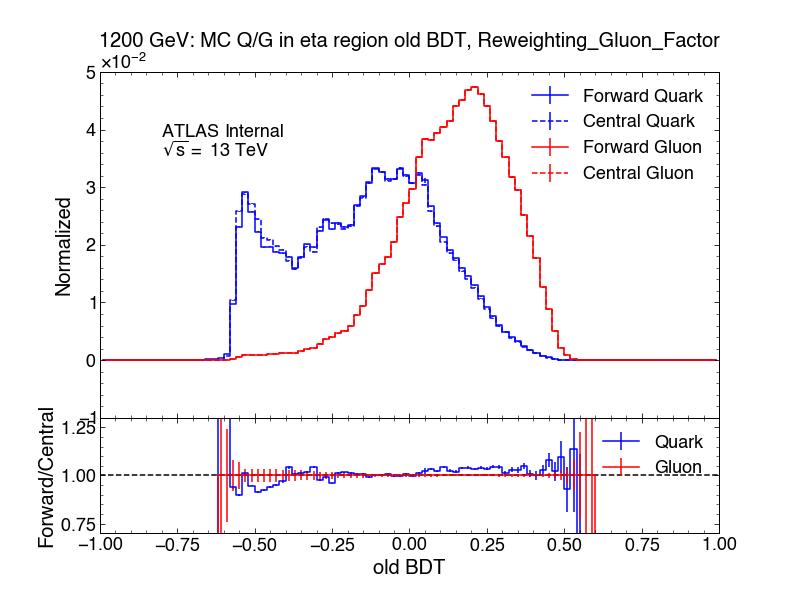 1200 GeV: MC Q/G in eta region old BDT, Reweighting_Gluon_Factor
×10⁻²
5
4
3
2
1
0
−1
Normalized
ATLAS Internal
√s = 13 TeV
Forward Quark
Central Quark
Forward Gluon
Central Gluon
Forward/Central
1.25
1.00
0.75
Quark
Gluon
−1.00 −0.75 −0.50 −0.25 0.00 0.25 0.50 0.75 1.00
old BDT